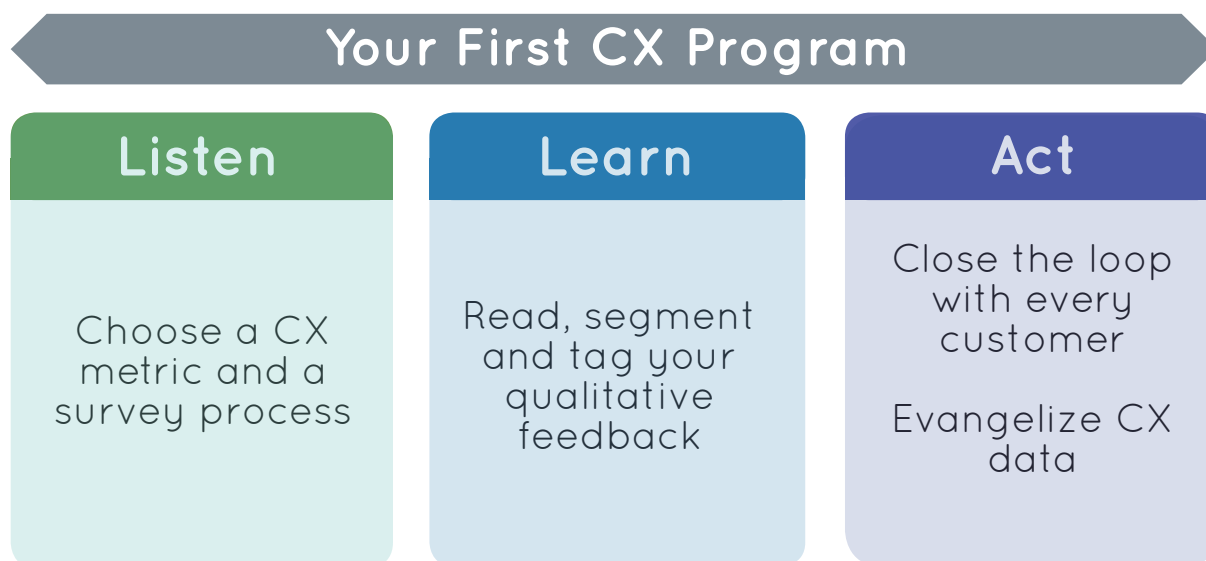 Your First CX Program
Listen
Choose a CX
metric and a
survey process
Learn
Read, segment
and tag your
qualitative
feedback
Act
Close the loop
with every
customer
Evangelize CX
data